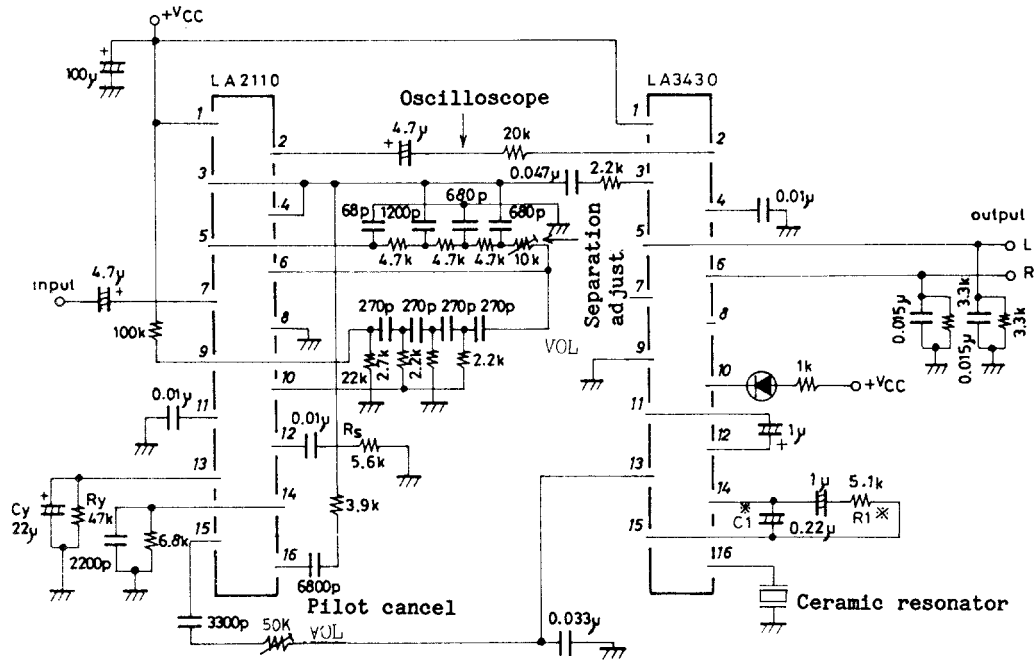 +VCC
+
100μ
LA2110
LA3430
Oscilloscope
1
1
2
4.7μ
+
20k
2
3
0.047μ
2.2k
3
4
68p
1200p
680p
680p
4
0.01μ
output
5
4.7k
4.7k
4.7k
10k
Separation
adjust
5
L
6
6
R
input
4.7μ
+
7
270p
270p
270p
270p
7
0.015μ
3.3k
0.015μ
3.3k
8
8
100k
VOL
9
22k
2.7k
2.2k
2.2k
9
10
10
1k
+VCC
0.01μ
11
11
0.01μ
12
Rs
5.6k
12
1μ
+
13
13
Cy
22μ
+
Ry
47k
14
3.9k
14
1μ
5.1k
※
C1
0.22μ
R1※
15
15
2200p
6.8k
16
6800p
16
Pilot cancel
Ceramic resonator
3300p
50K
VOL
0.033μ